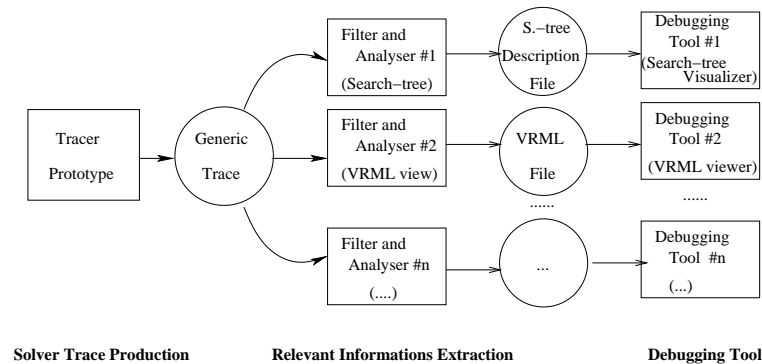 Tracer
Prototype
Generic
Trace
Filter and
Analyser #1
(Search−tree)
S.−tree
Description
File
Debugging
Tool #1
(Search−tree
Visualizer)
Filter and
Analyser #2
(VRML view)
VRML
File
Debugging
Tool #2
(VRML viewer)
......
......
Filter and
Analyser #n
(....)
...
Debugging
Tool #n
(...)
Solver Trace Production
Relevant Informations Extraction
Debugging Tool